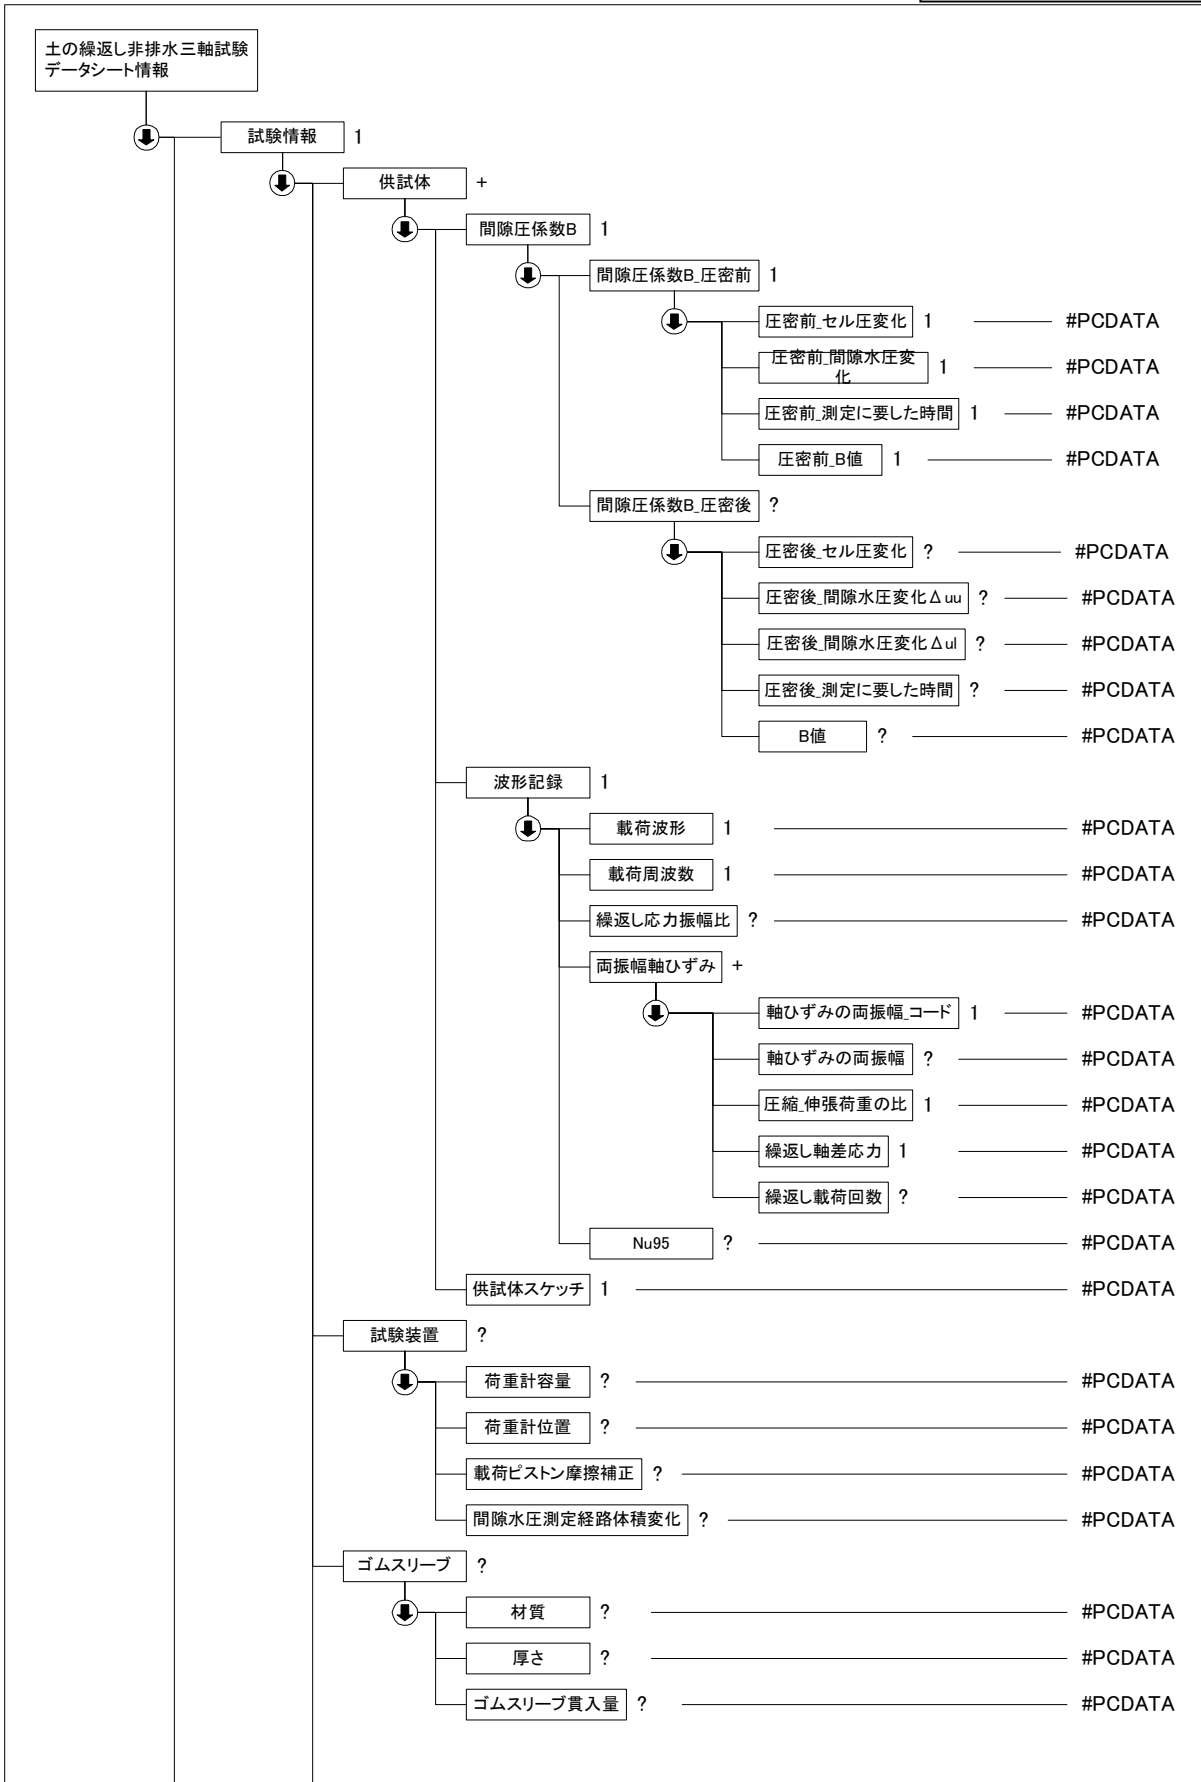 土の繰返し非排水三軸試験
データシート情報
試験情報 1
供試体 +
間隙圧係数B 1
間隙圧係数B_圧密前 1
圧密前_セル圧変化 1 #PCDATA
圧密前_間隙水圧変
化 1 #PCDATA
圧密前_測定に要した時間 1 #PCDATA
圧密前_B値 1 #PCDATA
間隙圧係数B_圧密後 ?
圧密後_セル圧変化 ? #PCDATA
圧密後_間隙水圧変化Δuu ? #PCDATA
圧密後_間隙水圧変化Δul ? #PCDATA
圧密後_測定に要した時間 ? #PCDATA
B値 ? #PCDATA
波形記録 1
載荷波形 1 #PCDATA
載荷周波数 1 #PCDATA
繰返し応力振幅比 ? #PCDATA
両振幅軸ひずみ +
軸ひずみの両振幅_コード 1 #PCDATA
軸ひずみの両振幅 ? #PCDATA
圧縮_伸張荷重の比 1 #PCDATA
繰返し軸差応力 1 #PCDATA
繰返し載荷回数 ? #PCDATA
Nu95 ? #PCDATA
供試体スケッチ 1 #PCDATA
試験装置 ?
荷重計容量 ? #PCDATA
荷重計位置 ? #PCDATA
載荷ピストン摩擦補正 ? #PCDATA
間隙水圧測定経路体積変化 ? #PCDATA
ゴムスリーブ ?
材質 ? #PCDATA
厚さ ? #PCDATA
ゴムスリーブ貫入量 ? #PCDATA